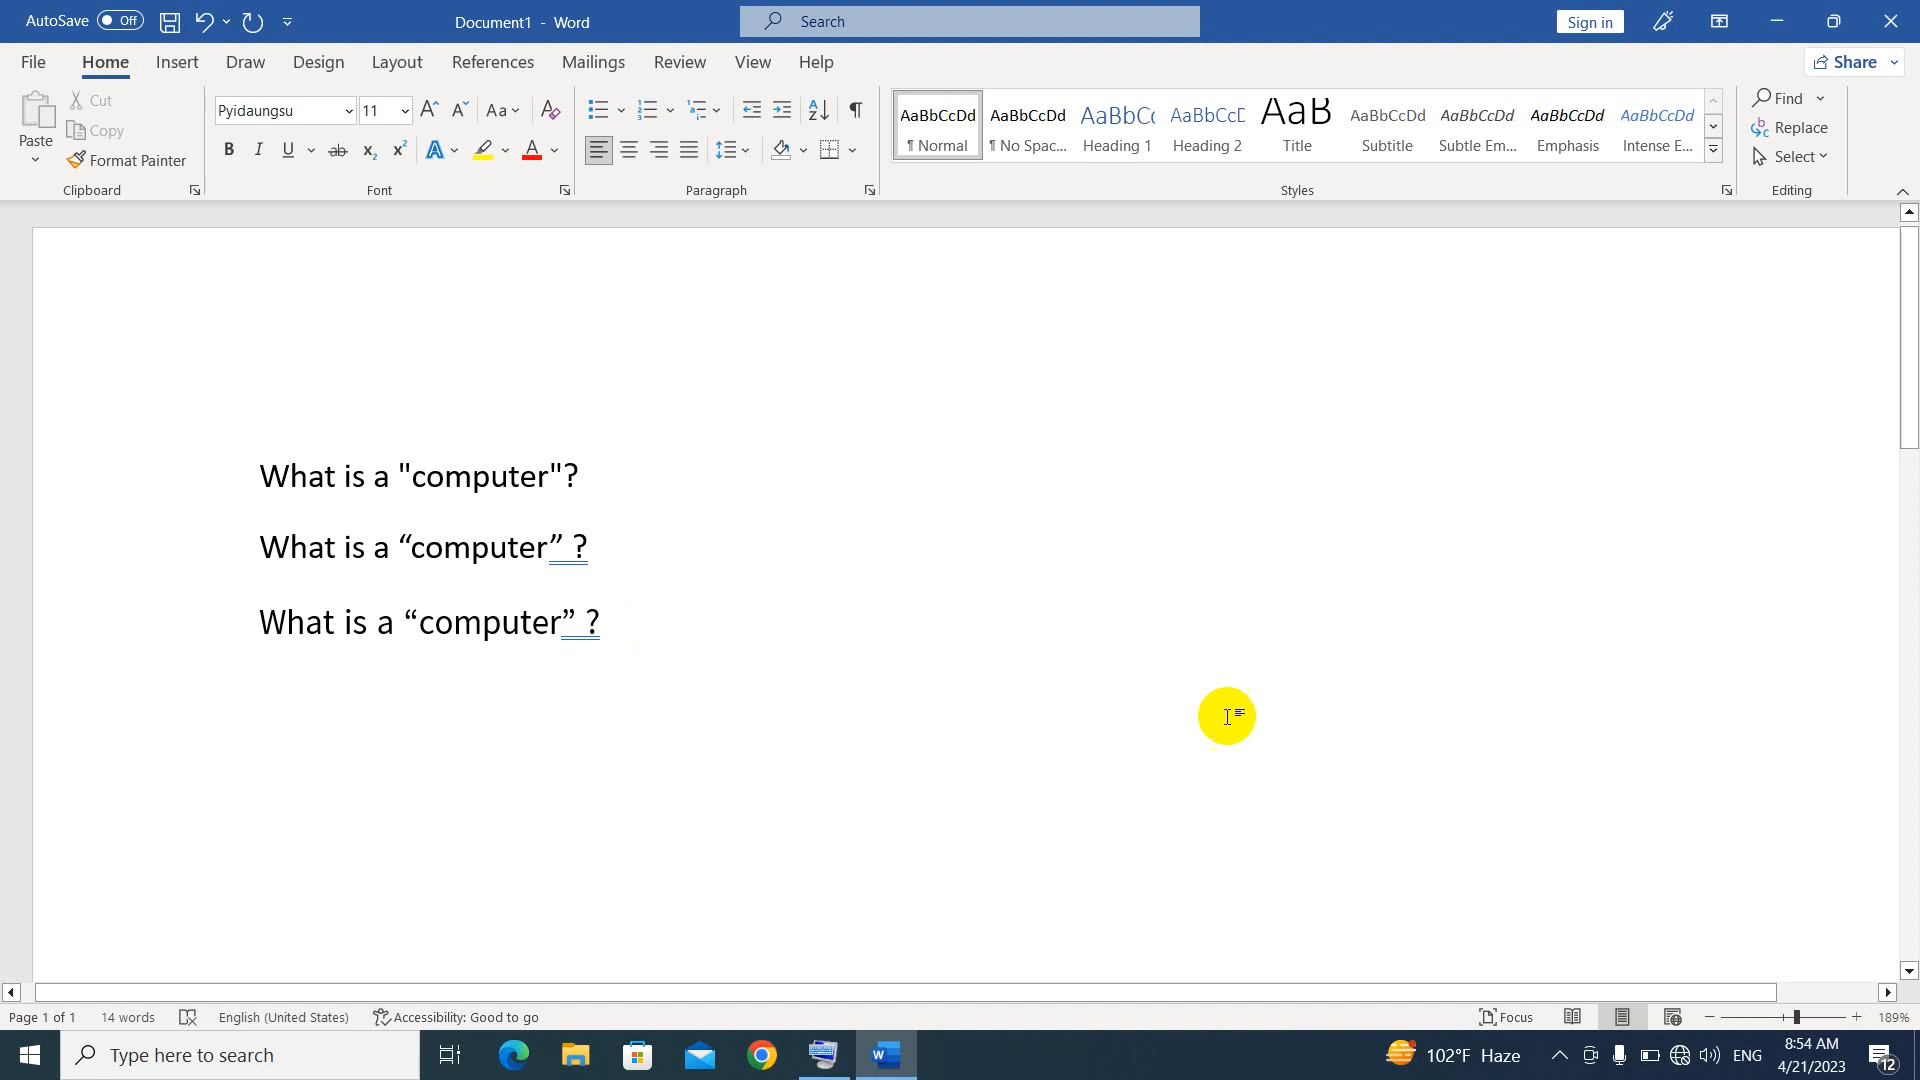 AutoSave Off Document1 - Word Search Sign in
File Home Insert Draw Design Layout References Mailings Review View Help Share
Paste Cut Copy Format Painter Clipboard
Pyidaungsu 11 Aa Font
Paragraph
AaBbCcDd ¶ Normal
AaBbCcDd ¶ No Spac...
AaBbCc Heading 1
AaBbCcD Heading 2
AaB Title
AaBbCcDd Subtitle
AaBbCcDd Subtle Em...
AaBbCcDd Emphasis
AaBbCcDd Intense E...
Styles
Find Replace Select Editing
What is a "computer"?
What is a “computer” ?
What is a “computer” ?
Page 1 of 1 14 words English (United States) Accessibility: Good to go Focus 189%
Type here to search 102°F Haze ENG 8:54 AM 4/21/2023 12